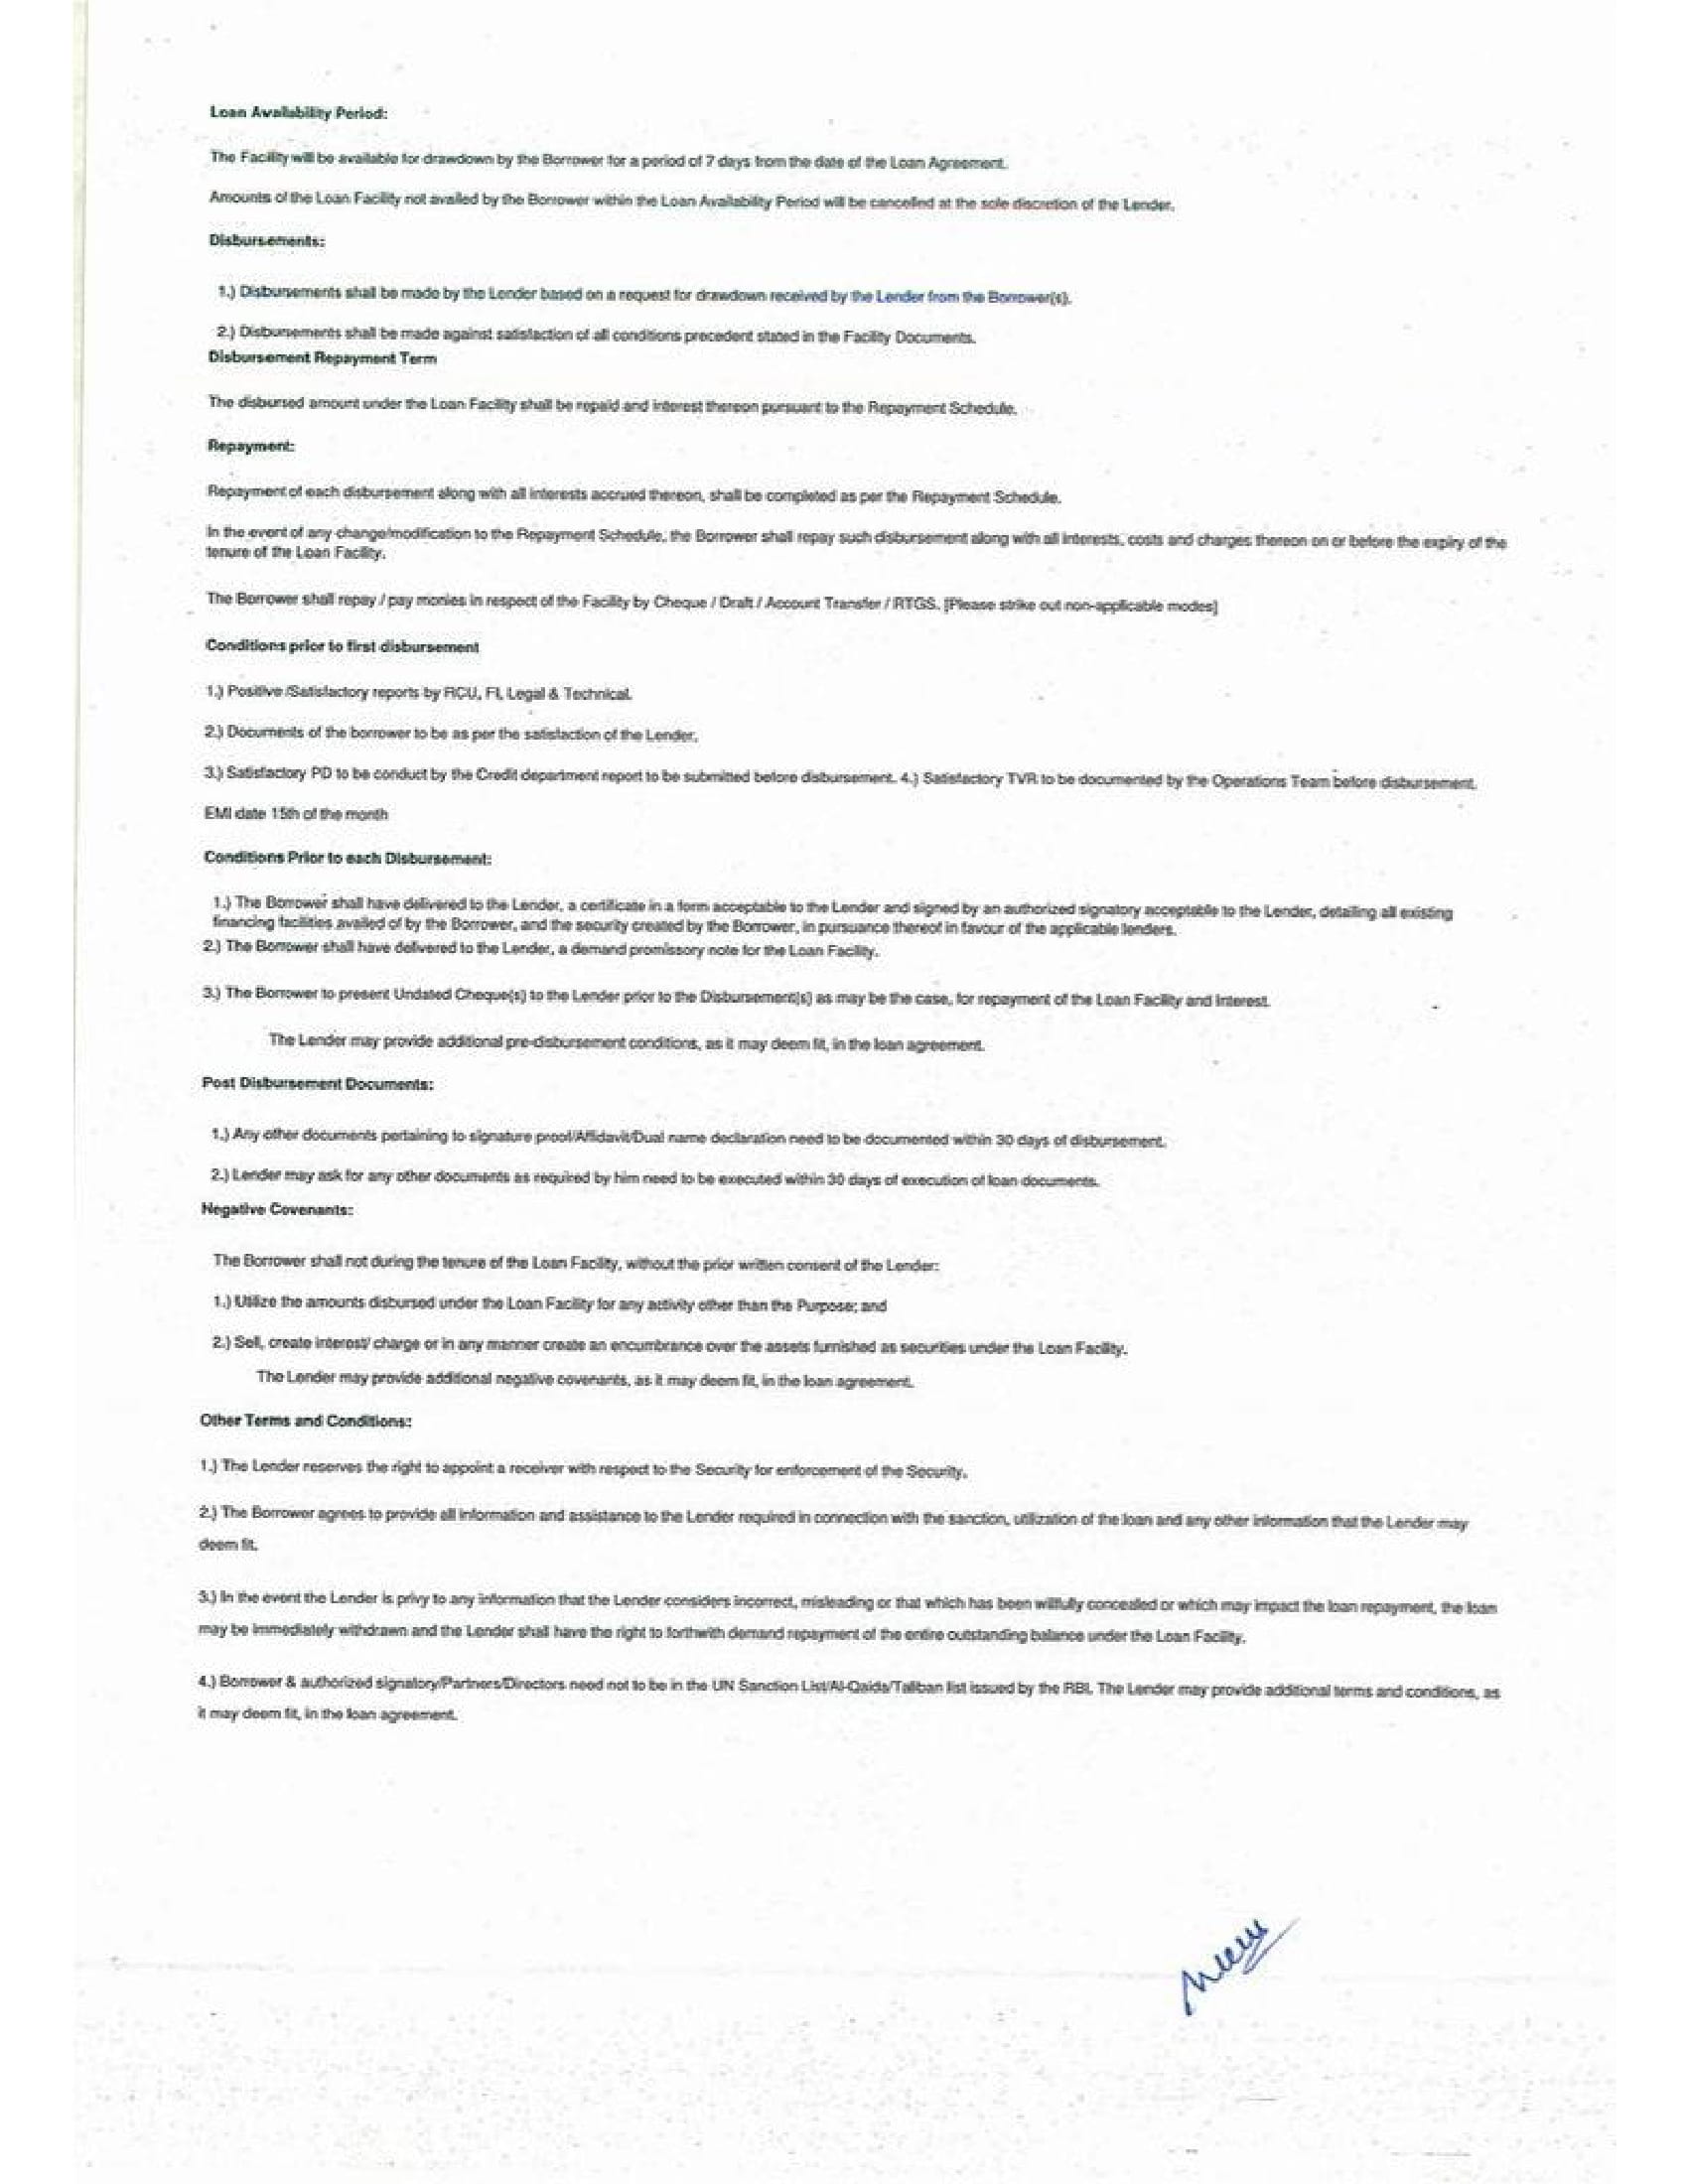 Loan Availability Period:
The Facility will be available for drawdown by the Borrower for a period of 7 days from the date of the Loan Agreement.
Amounts of the Loan Facility not availed by the Borrower within the Loan Availability Period will be cancelled at the sole discretion of the Lender.
Disbursements:
1.) Disbursements shall be made by the Lender based on a request for drawdown received by the Lender from the Borrower(s).
2.) Disbursements shall be made against satisfaction of all conditions precedent stated in the Facility Documents.
Disbursement Repayment Term
The disbursed amount under the Loan Facility shall be repaid and interest thereon pursuant to the Repayment Schedule.
Repayment:
Repayment of each disbursement along with all interests accrued thereon, shall be completed as per the Repayment Schedule.
In the event of any change/modification to the Repayment Schedule, the Borrower shall repay such disbursement along with all interests, costs and charges thereon on or before the expiry of the
tenure of the Loan Facility.
The Borrower shall repay / pay monies in respect of the Facility by Cheque / Draft / Account Transfer / RTGS. [Please strike out non-applicable modes]
Conditions prior to first disbursement
1.) Positive /Satisfactory reports by RCU, FI, Legal & Technical.
2.) Documents of the borrower to be as per the satisfaction of the Lender.
3.) Satisfactory PD to be conduct by the Credit department report to be submitted before disbursement. 4.) Satisfactory TVR to be documented by the Operations Team before disbursement.
EMI date 15th of the month
Conditions Prior to each Disbursement:
1.) The Borrower shall have delivered to the Lender, a certificate in a form acceptable to the Lender and signed by an authorized signatory acceptable to the Lender, detailing all existing
financing facilities availed of by the Borrower, and the security created by the Borrower, in pursuance thereof in favour of the applicable lenders.
2.) The Borrower shall have delivered to the Lender, a demand promissory note for the Loan Facility.
3.) The Borrower to present Undated Cheque(s) to the Lender prior to the Disbursement(s) as may be the case, for repayment of the Loan Facility and Interest.
The Lender may provide additional pre-disbursement conditions, as it may deem fit, in the loan agreement.
Post Disbursement Documents:
1.) Any other documents pertaining to signature proof/Affidavit/Dual name declaration need to be documented within 30 days of disbursement.
2.) Lender may ask for any other documents as required by him need to be executed within 30 days of execution of loan documents.
Negative Covenants:
The Borrower shall not during the tenure of the Loan Facility, without the prior written consent of the Lender:
1.) Utilize the amounts disbursed under the Loan Facility for any activity other than the Purpose; and
2.) Sell, create interest/ charge or in any manner create an encumbrance over the assets furnished as securities under the Loan Facility.
The Lender may provide additional negative covenants, as it may deem fit, in the loan agreement.
Other Terms and Conditions:
1.) The Lender reserves the right to appoint a receiver with respect to the Security for enforcement of the Security.
2.) The Borrower agrees to provide all information and assistance to the Lender required in connection with the sanction, utilization of the loan and any other information that the Lender may
deem fit.
3.) In the event the Lender is privy to any information that the Lender considers incorrect, misleading or that which has been willfully concealed or which may impact the loan repayment, the loan
may be immediately withdrawn and the Lender shall have the right to forthwith demand repayment of the entire outstanding balance under the Loan Facility.
4.) Borrower & authorized signatory/Partners/Directors need not to be in the UN Sanction List/Al-Qaida/Taliban list issued by the RBI. The Lender may provide additional terms and conditions, as
it may deem fit, in the loan agreement.